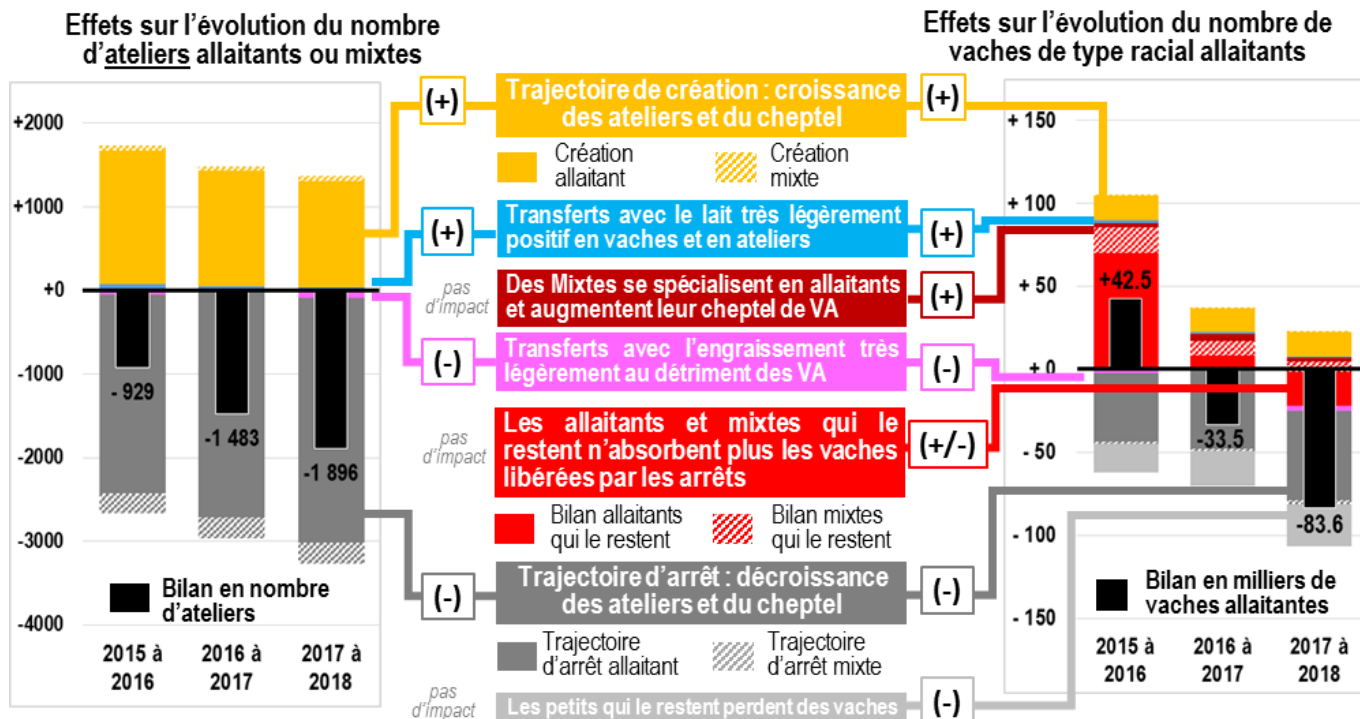 Effets sur l'évolution du nombre
d'ateliers allaitants ou mixtes
+2000
+1000
+0
-1000
-2000
-3000
-4000
- 929
-1 483
-1 896
Bilan en nombre
d'ateliers
2015 à
2016
2016 à
2017
2017 à
2018
(+)
Trajectoire de création : croissance
des ateliers et du cheptel
(+)
Création
allaitant
Création
mixte
(+)
Transferts avec le lait très légèrement
positif en vaches et en ateliers
(+)
pas
d'impact
Des Mixtes se spécialisent en allaitants
et augmentent leur cheptel de VA
(+)
(-)
Transferts avec l'engraissement très
légèrement au détriment des VA
(-)
pas
d'impact
Les allaitants et mixtes qui le
restent n'absorbent plus les vaches
libérées par les arrêts
(+/-)
Bilan allaitants
qui le restent
Bilan mixtes
qui le restent
(-)
Trajectoire d'arrêt : décroissance
des ateliers et du cheptel
(-)
Trajectoire
d'arrêt allaitant
Trajectoire
d'arrêt mixte
pas
d'impact
Les petits qui le restent perdent des vaches
(-)
Effets sur l'évolution du nombre de
vaches de type racial allaitants
+ 150
+ 100
+ 50
+ 0
- 50
- 100
- 150
+42.5
-33.5
-83.6
Bilan en milliers de
vaches allaitantes
2015 à
2016
2016 à
2017
2017 à
2018